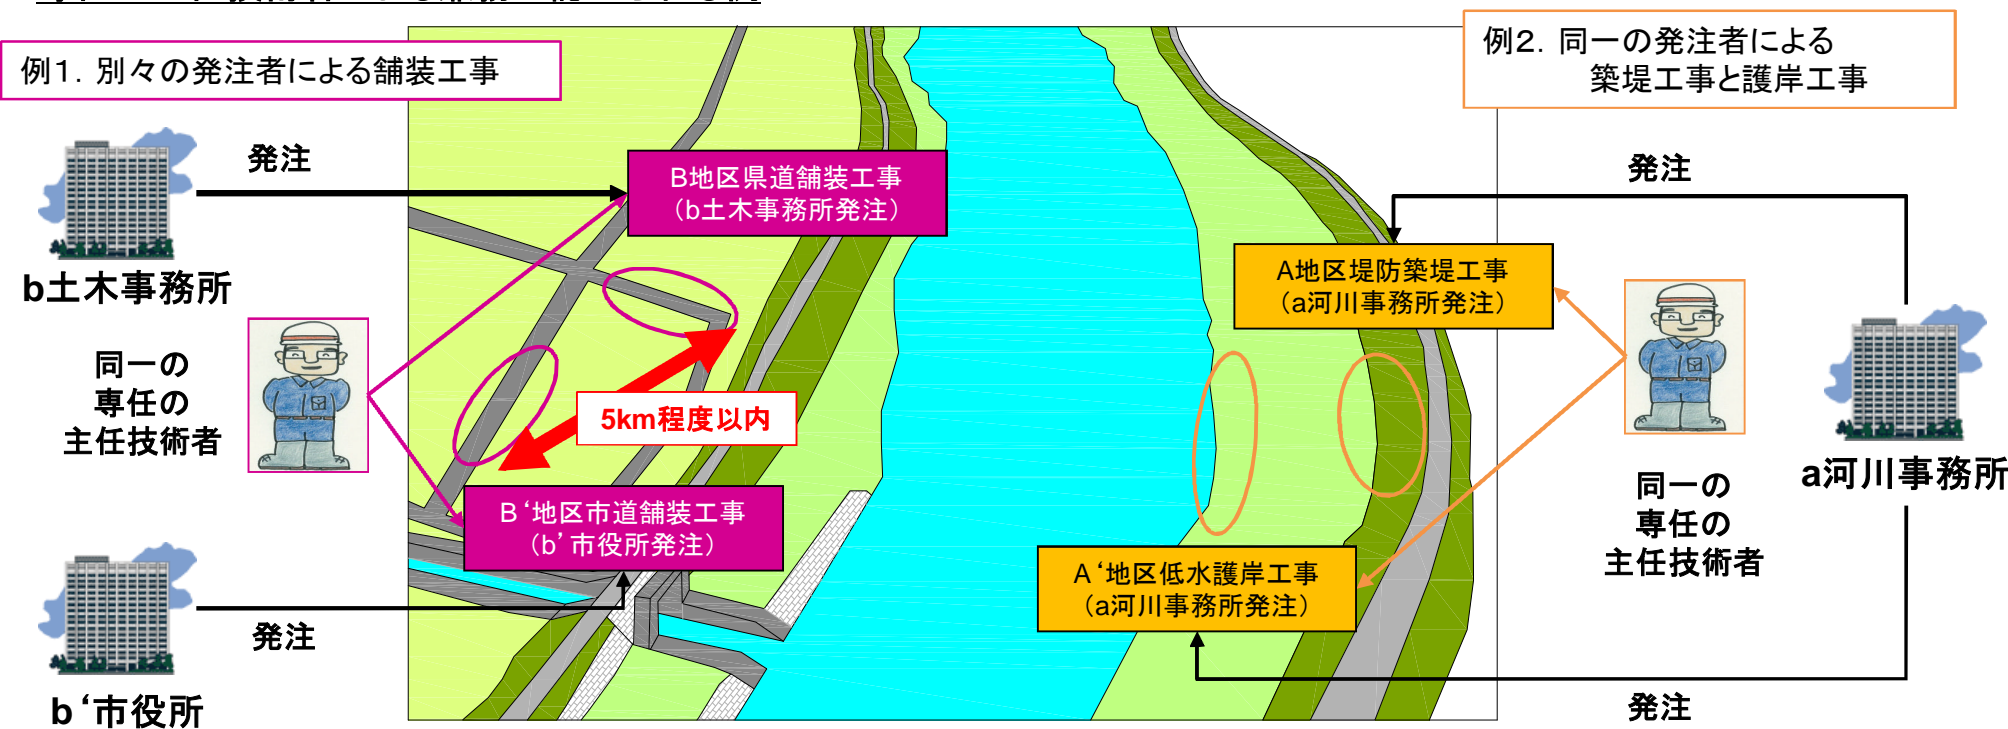 例1．別々の発注者による舗装工事
例2．同一の発注者による
築堤工事と護岸工事
発注
b土木事務所
B地区県道舗装工事
（b土木事務所発注）
同一の
専任の
主任技術者
5km程度以内
B‘地区市道舗装工事
（b’市役所発注）
発注
b‘市役所
発注
A地区堤防築堤工事
（a河川事務所発注）
a河川事務所
同一の
専任の
主任技術者
A‘地区低水護岸工事
（a河川事務所発注）
発注